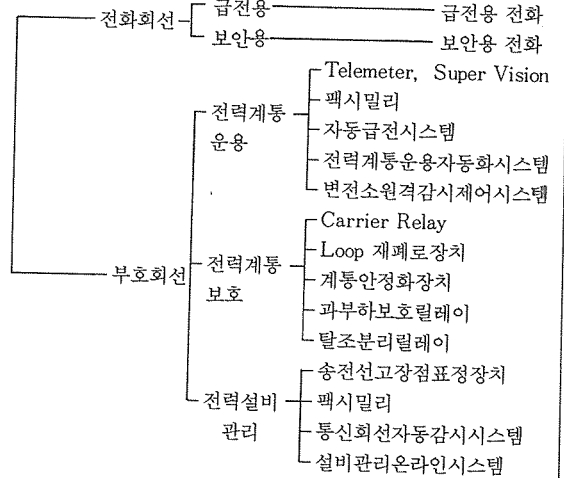 전화회선
급전용 급전용 전화
보안용 보안용 전화
부호회선
전력계통
운용
Telemeter, Super Vision
팩시밀리
자동급전시스템
전력계통운용자동화시스템
변전소원격감시제어시스템
전력계통
보호
Carrier Relay
Loop 재폐로장치
계통안정화장치
과부하보호릴레이
탈조분리릴레이
전력설비
관리
송전선고장점표정장치
팩시밀리
통신회선자동감시시스템
설비관리온라인시스템